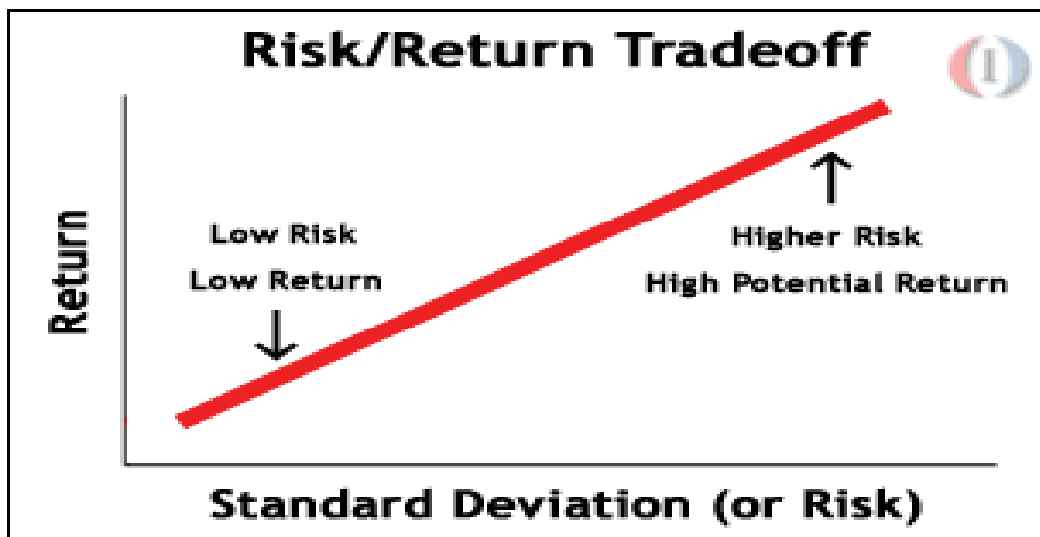 Risk/Return Tradeoff
(I)
Return
Low Risk
Low Return
↓
↑
Higher Risk
High Potential Return
Standard Deviation (or Risk)